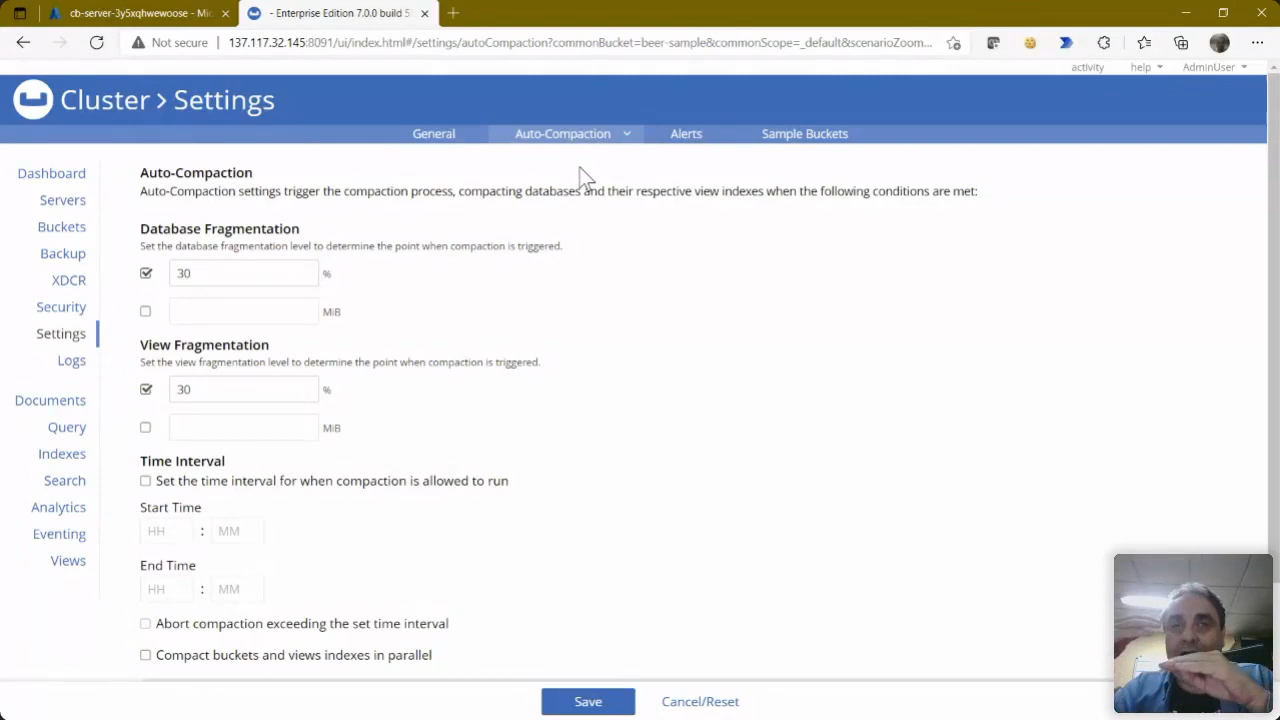 cb-server-3y5xqhwewoose - Mic
- Enterprise Edition 7.0.0 build 5
Not secure
137.117.32.145:8091/ui/index.html#/settings/autoCompaction?commonBucket=beer-sample&commonScope=_default&scenarioZoom...
activity
help
AdminUser
Cluster > Settings
General
Auto-Compaction
Alerts
Sample Buckets
Dashboard
Servers
Buckets
Backup
XDCR
Security
Settings
Logs
Documents
Query
Indexes
Search
Analytics
Eventing
Views
Auto-Compaction
Auto-Compaction settings trigger the compaction process, compacting databases and their respective view indexes when the following conditions are met:
Database Fragmentation
Set the database fragmentation level to determine the point when compaction is triggered.
30 %
MiB
View Fragmentation
Set the view fragmentation level to determine the point when compaction is triggered.
30 %
MiB
Time Interval
Set the time interval for when compaction is allowed to run
Start Time
HH : MM
End Time
HH : MM
Abort compaction exceeding the set time interval
Compact buckets and views indexes in parallel
Save
Cancel/Reset